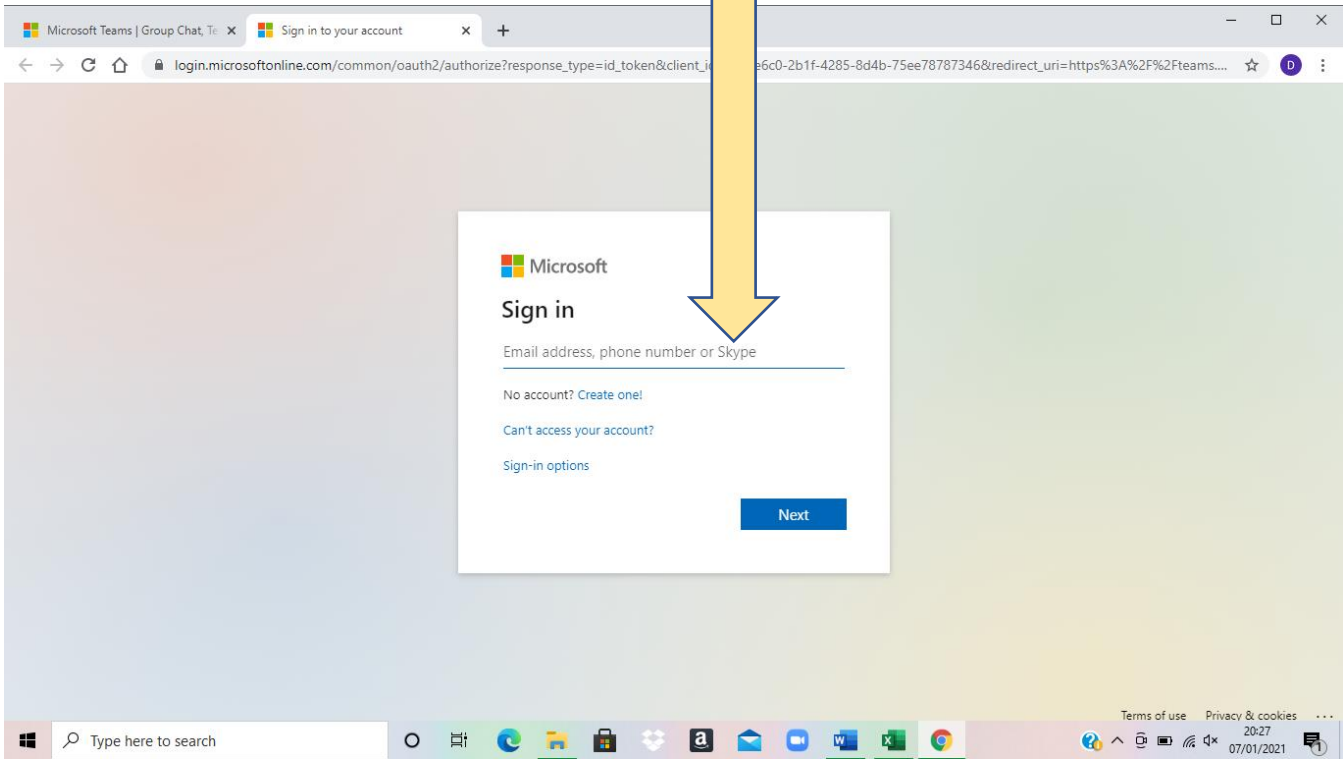 Microsoft Teams | Group Chat, Te
Sign in to your account
login.microsoftonline.com/common/oauth2/authorize?response_type=id_token&client_i e6c0-2b1f-4285-8d4b-75ee78787346&redirect_uri=https%3A%2F%2Fteams....
D
Microsoft
Sign in
Email address, phone number or Skype
No account? Create one!
Can't access your account?
Sign-in options
Next
Terms of use Privacy & cookies ...
Type here to search
20:27
07/01/2021
1